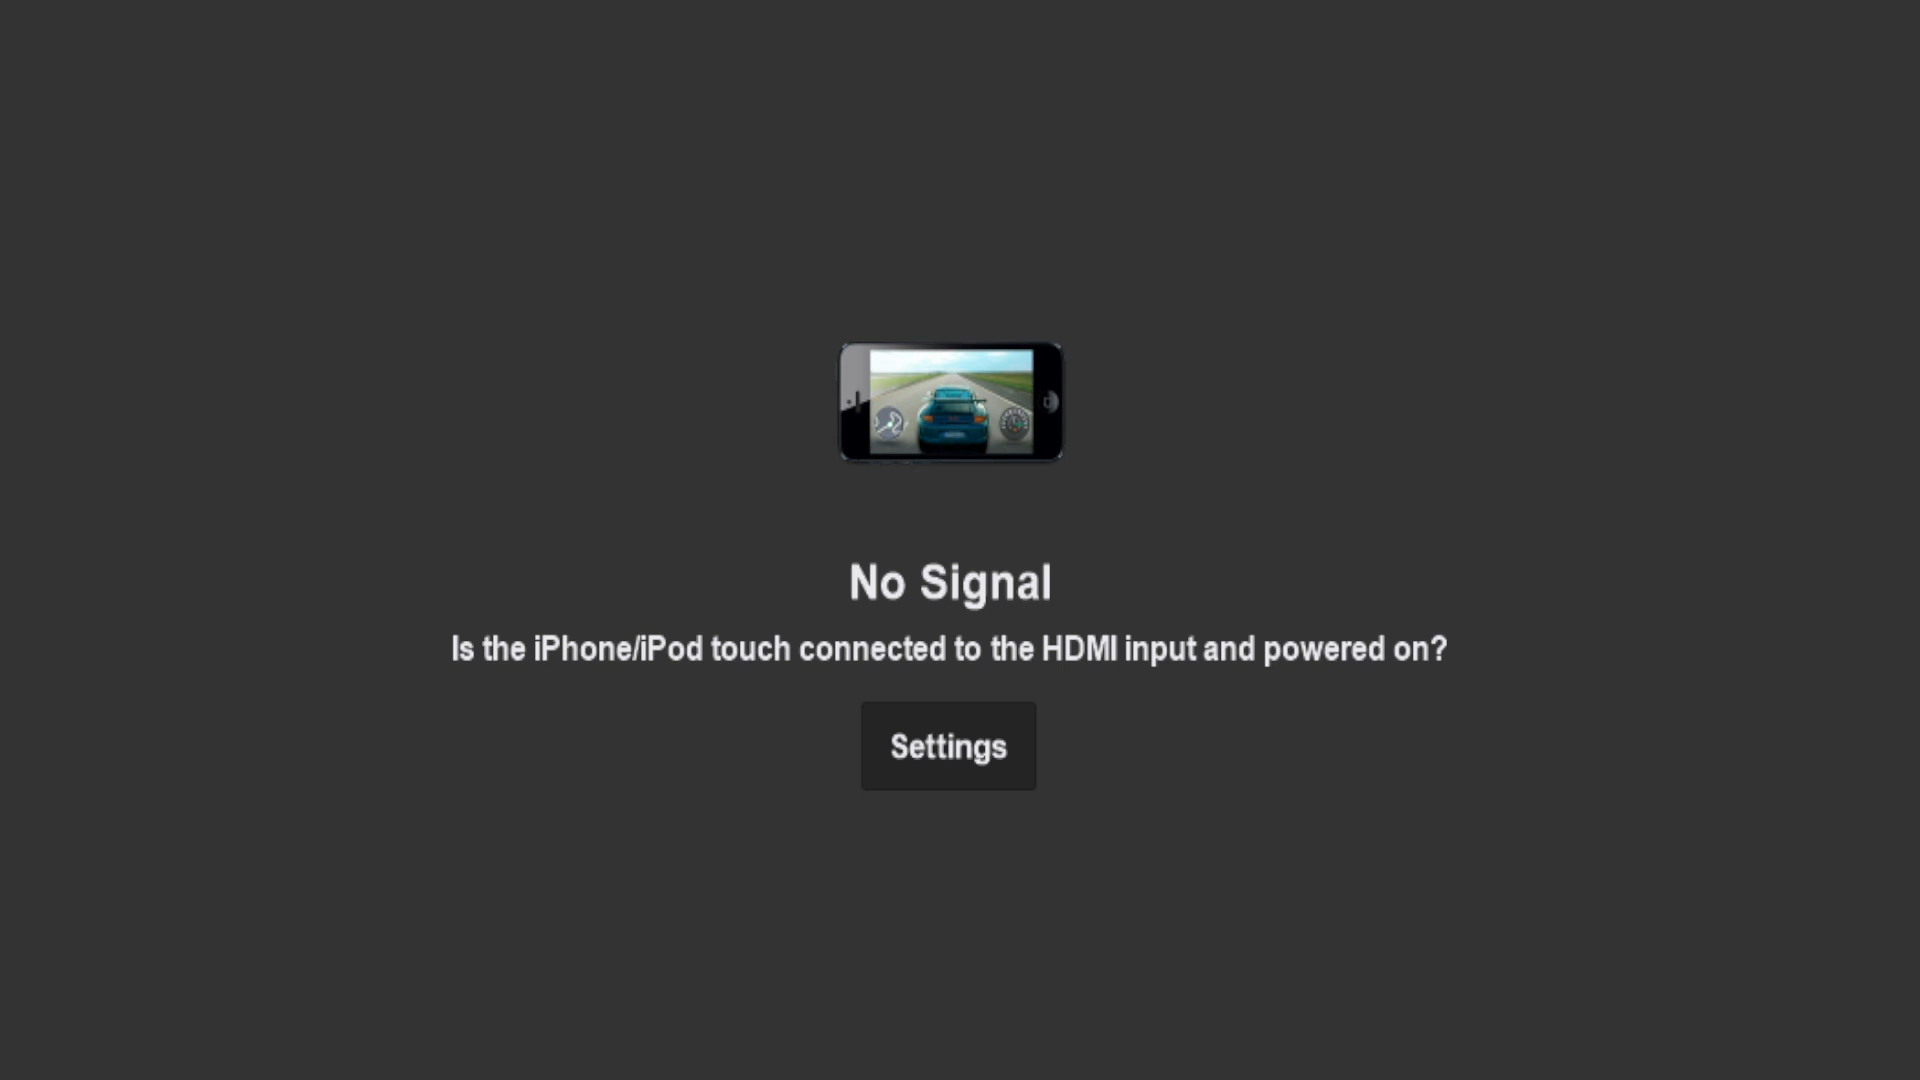 No Signal
Is the iPhone/iPod touch connected to the HDMI input and powered on?
Settings